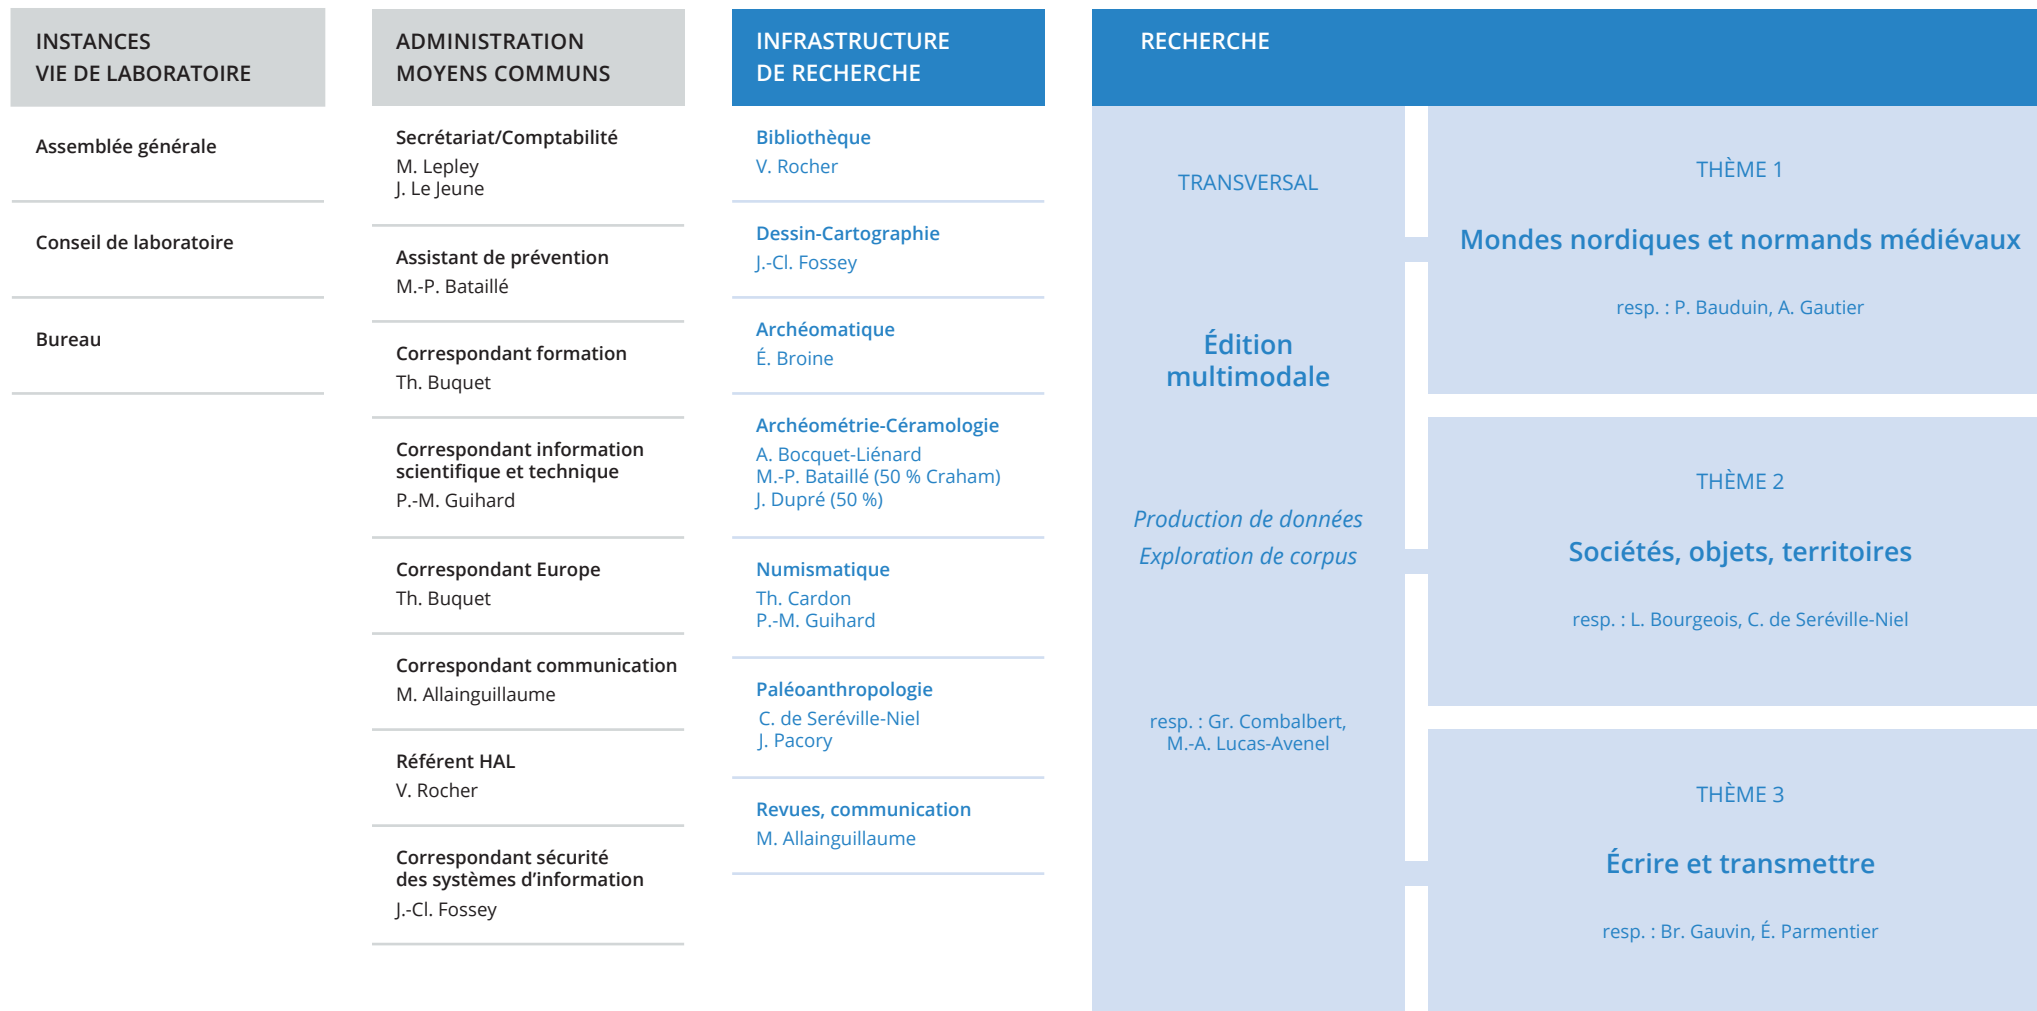 INSTANCES
VIE DE LABORATOIRE
Assemblée générale
Conseil de laboratoire
Bureau
ADMINISTRATION
MOYENS COMMUNS
Secrétariat/Comptabilité
M. Lepley
J. Le Jeune
Assistant de prévention
M.-P. Bataillé
Correspondant formation
Th. Buquet
Correspondant information
scientifique et technique
P.-M. Guihard
Correspondant Europe
Th. Buquet
Correspondant communication
M. Allainguillaume
Référent HAL
V. Rocher
Correspondant sécurité
des systèmes d’information
J.-Cl. Fossey
INFRASTRUCTURE
DE RECHERCHE
Bibliothèque
V. Rocher
Dessin-Cartographie
J.-Cl. Fossey
Archéomatique
É. Broine
Archéométrie-Céramologie
A. Bocquet-Liénard
M.-P. Bataillé (50 % Craham)
J. Dupré (50 %)
Numismatique
Th. Cardon
P.-M. Guihard
Paléoanthropologie
C. de Seréville-Niel
J. Pacory
Revues, communication
M. Allainguillaume
RECHERCHE
TRANSVERSAL
Édition
multimodale
Production de données
Exploration de corpus
resp. : Gr. Combalbert,
M.-A. Lucas-Avenel
THÈME 1
Mondes nordiques et normands médiévaux
resp. : P. Bauduin, A. Gautier
THÈME 2
Sociétés, objets, territoires
resp. : L. Bourgeois, C. de Seréville-Niel
THÈME 3
Écrire et transmettre
resp. : Br. Gauvin, É. Parmentier